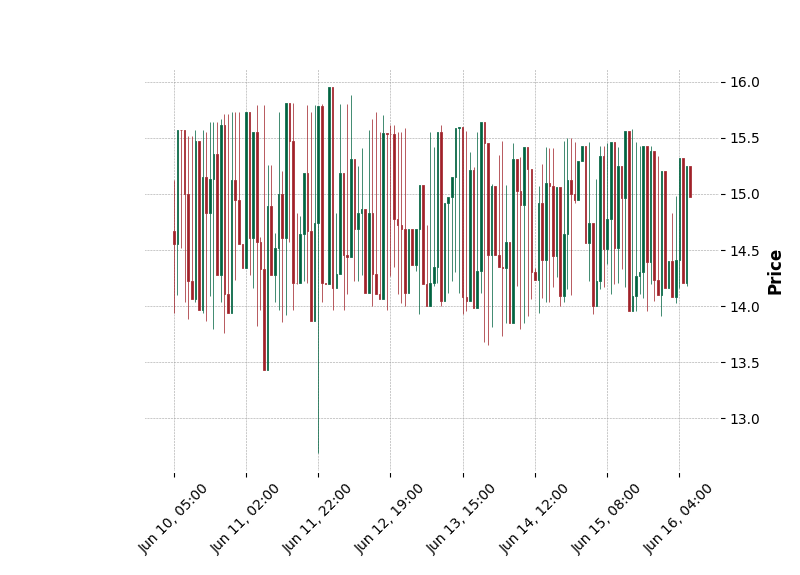 16.0
15.5
15.0
14.5
14.0
13.5
13.0
Price
Jun 10, 05:00
Jun 11, 02:00
Jun 11, 22:00
Jun 12, 19:00
Jun 13, 15:00
Jun 14, 12:00
Jun 15, 08:00
Jun 16, 04:00